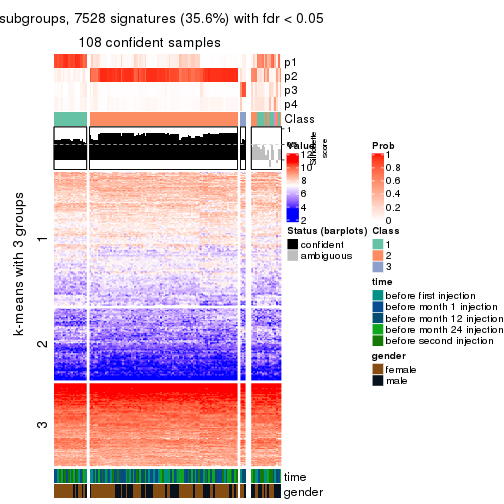 subgroups, 7528 signatures (35.6%) with fdr < 0.05
108 confident samples
p1
p2
p3
p4
Class
1
Silhouette
score
Value
12
10
8
6
4
2
Prob
1
0.8
0.6
0.4
0.2
0
Status (barplots)
confident
ambiguous
Class
1
2
3
time
before first injection
before month 1 injection
before month 12 injection
before month 24 injection
before second injection
gender
female
male
k-means with 3 groups
1
2
3
time
gender